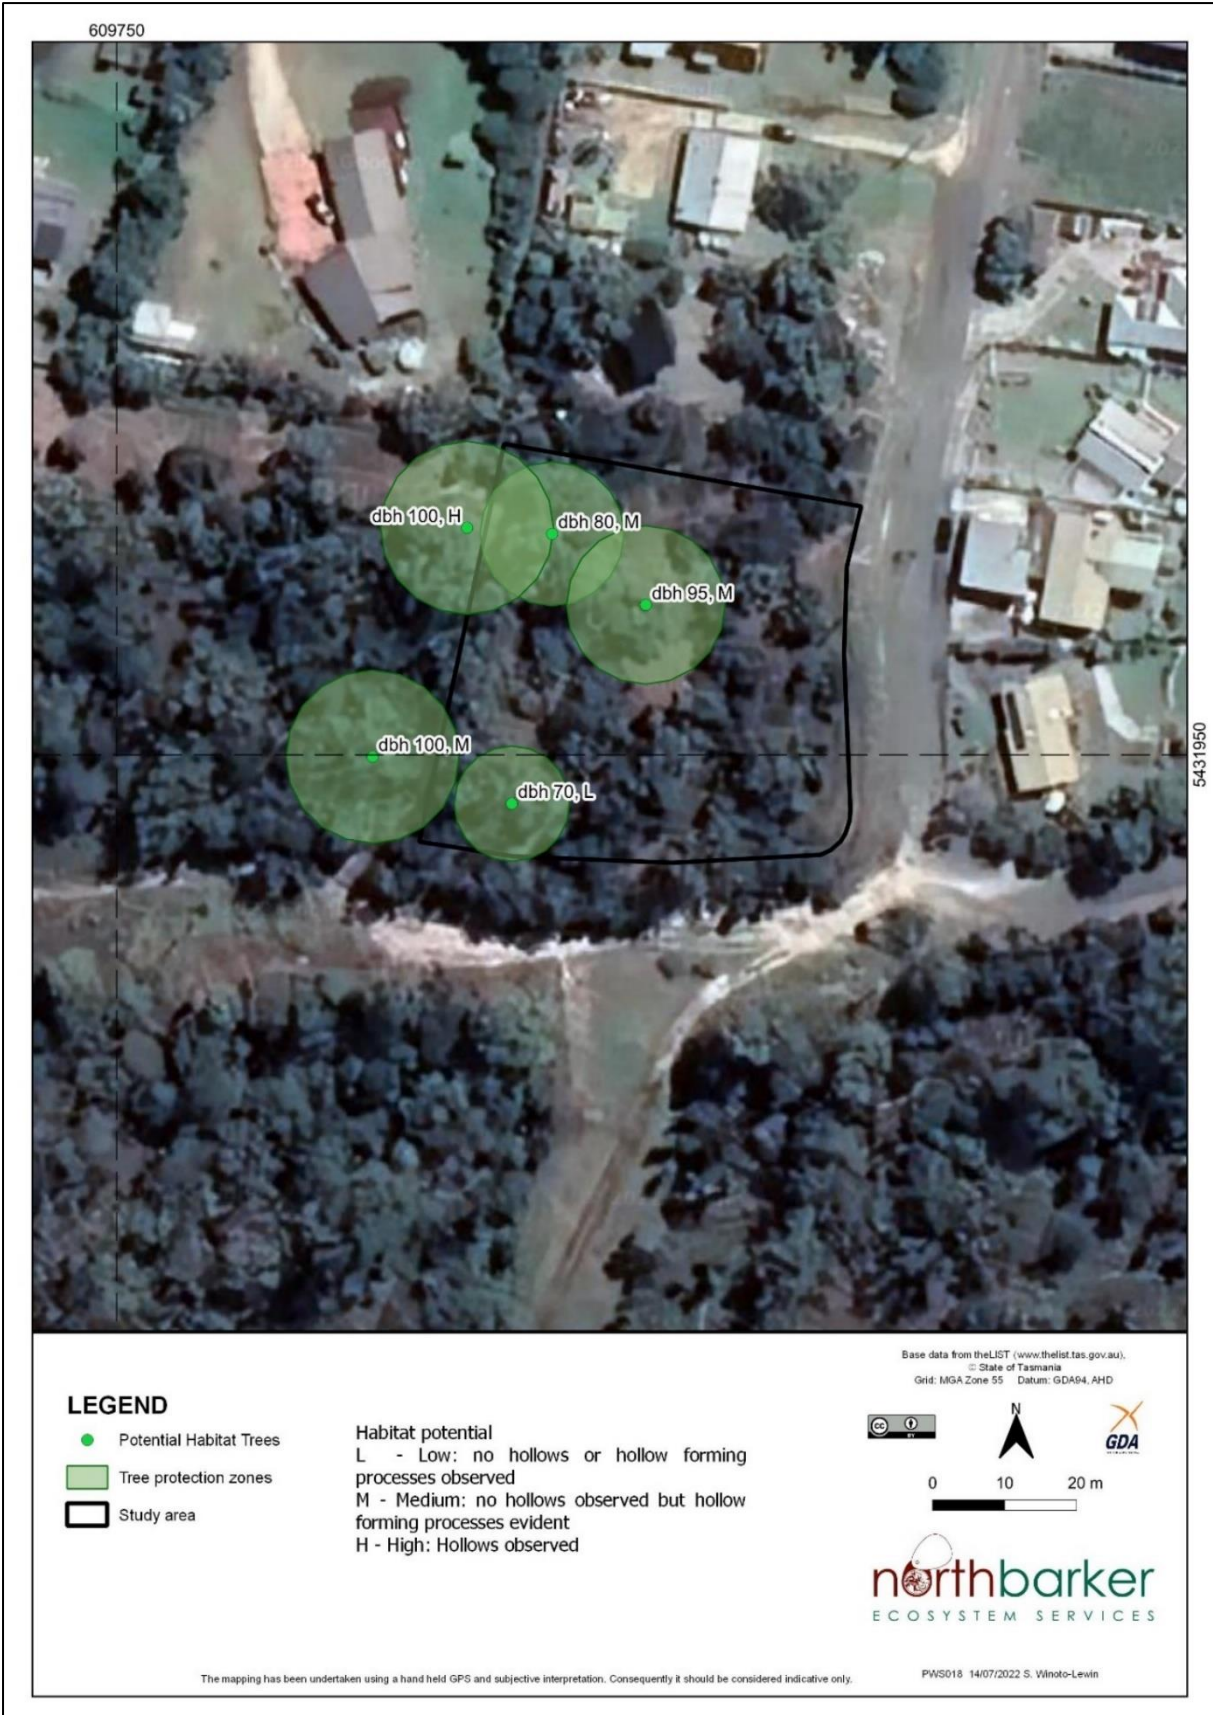 609750
dbh 100, H
dbh 80, M
dbh 95, M
dbh 100, M
dbh 70, L
5431950
Base data from theLIST (www.thelist.tas.gov.au),
© State of Tasmania
Grid: MGA Zone 55 Datum: GDA94, AHD
LEGEND
Potential Habitat Trees
Tree protection zones
Study area
Habitat potential
L - Low: no hollows or hollow forming
processes observed
M - Medium: no hollows observed but hollow
forming processes evident
H - High: Hollows observed
cc
BY
N
GDA
0 10 20 m
northbarker
ECOSYSTEM SERVICES
The mapping has been undertaken using a hand held GPS and subjective interpretation. Consequently it should be considered indicative only.
PWS018 14/07/2022 S. Winoto-Lewin